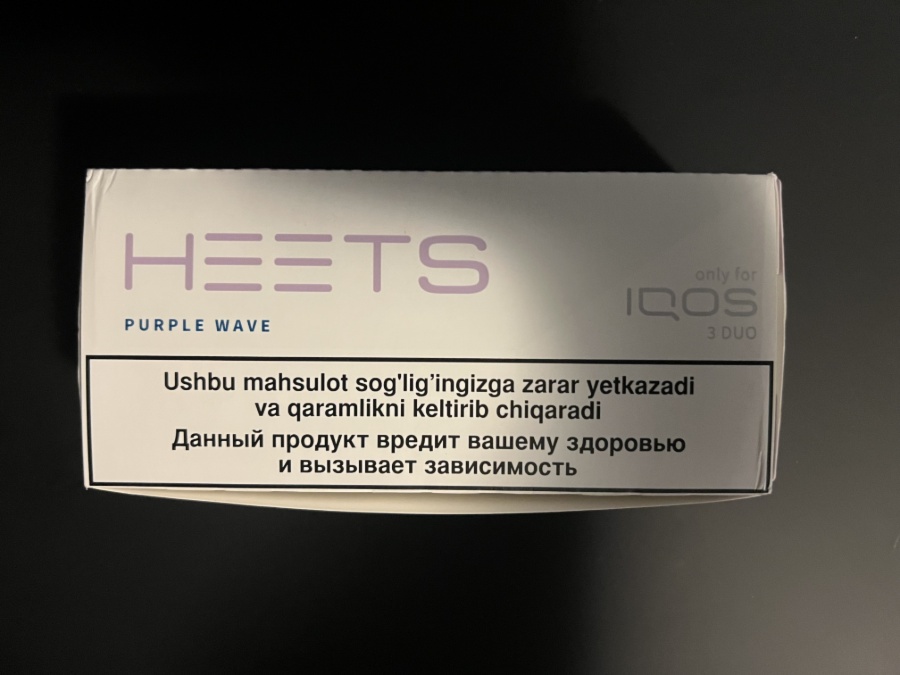 HEETS
PURPLE WAVE
only for
IQOS
3 DUO
Ushbu mahsulot sog'lig’ingizga zarar yetkazadi
va qaramlikni keltirib chiqaradi
Данный продукт вредит вашему здоровью
и вызывает зависимость